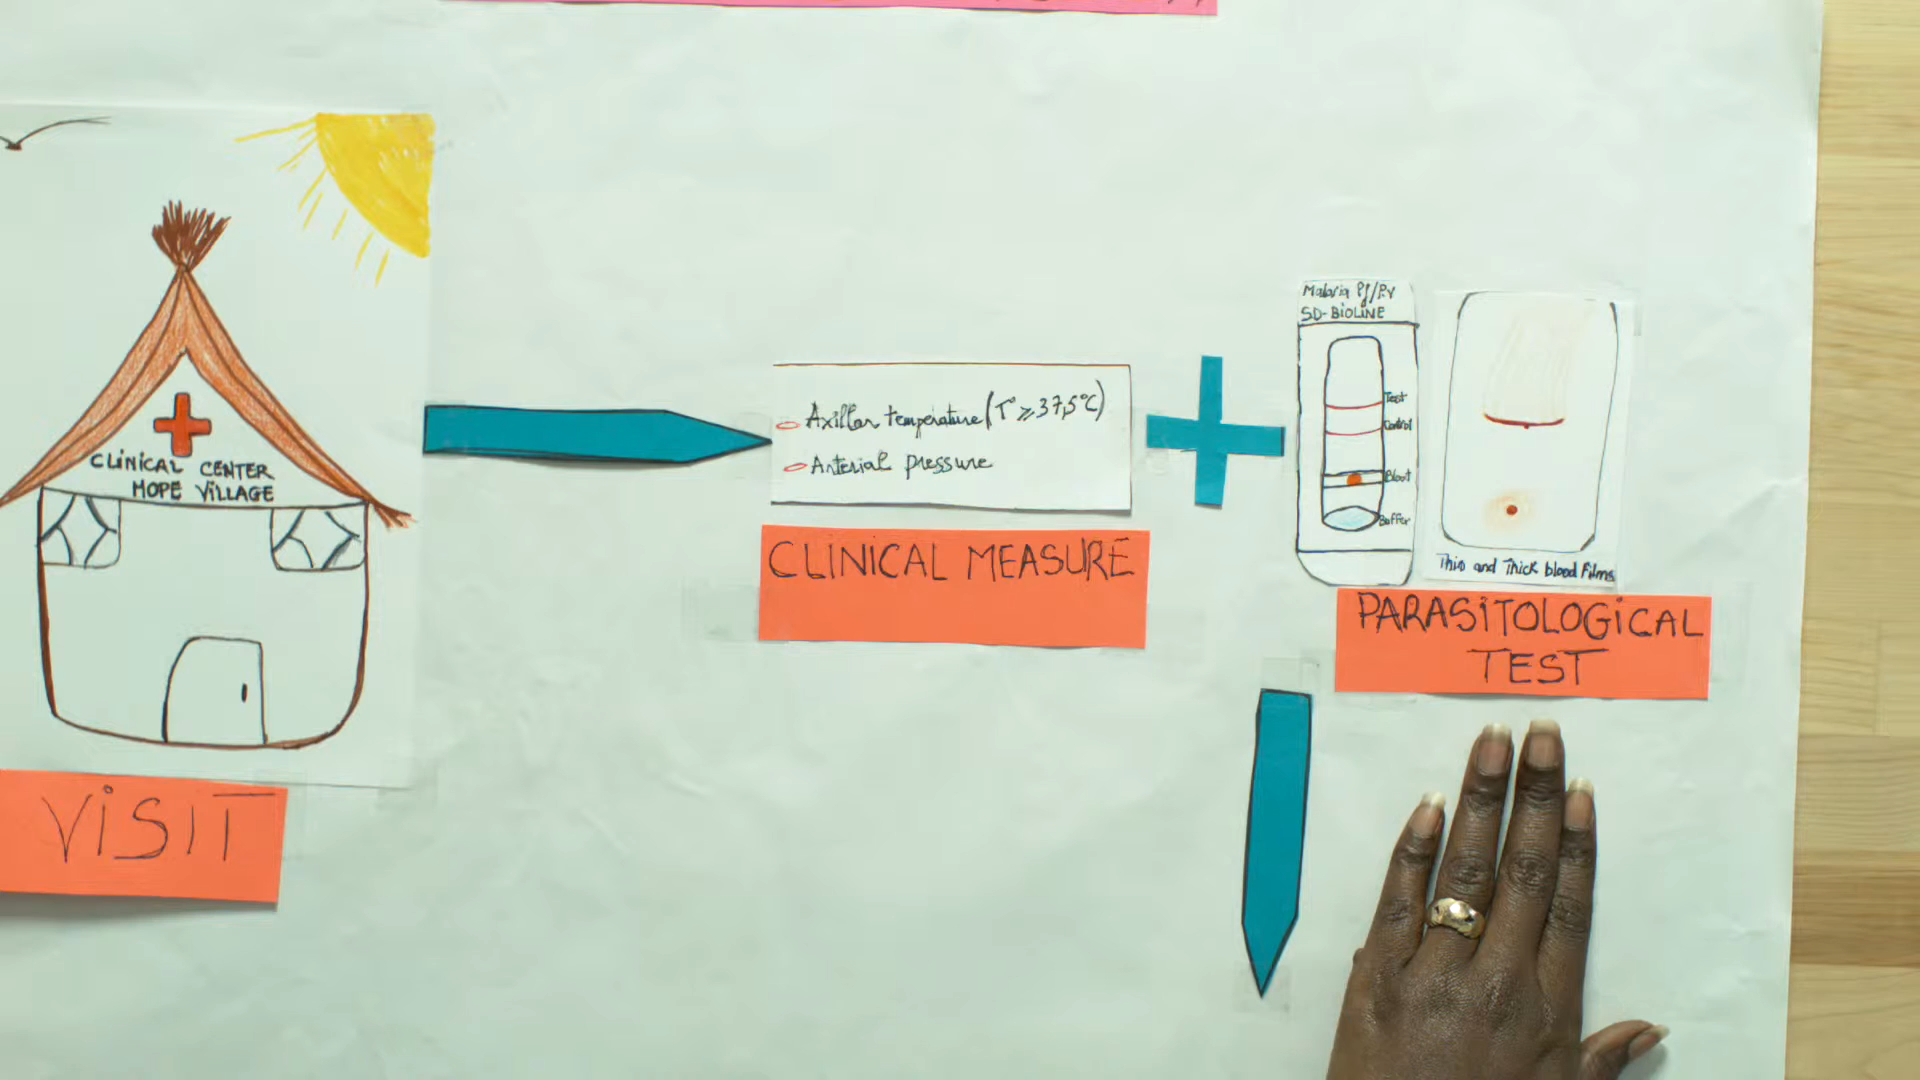 CLINICAL CENTER
HOPE VILLAGE
VISIT
Axillar temperature (T° ⩾ 37,5°C)
Arterial pressure
CLINICAL MEASURE
Malaria Pf/Pv
SD-BIOLINE
Test
Control
Blood
Buffer
Thin and Thick blood films
PARASITOLOGICAL
TEST